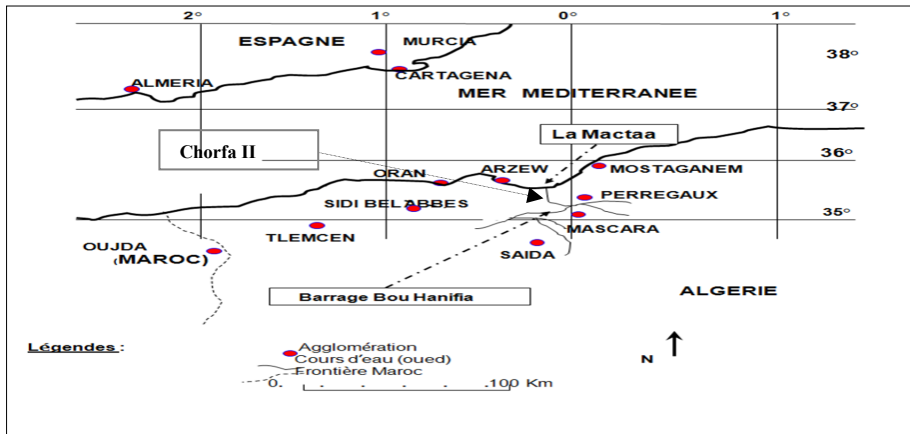 2° 1° 0° 1°
ESPAGNE MURCIA
38°
CARTAGENA
ALMERIA
MER MEDITERRANEE
37°
La Mactaa
Chorfa II
36°
ARZEW MOSTAGANEM
ORAN
PERREGAUX
SIDI BEL ABBES
35°
MASCARA
TLEMCEN
OUJDA
(MAROC)
SAIDA
Barrage Bou Hanifia
ALGERIE
Légendes :
Agglomération
N
Cours d'eau (oued)
Frontière Maroc
0. 100 Km